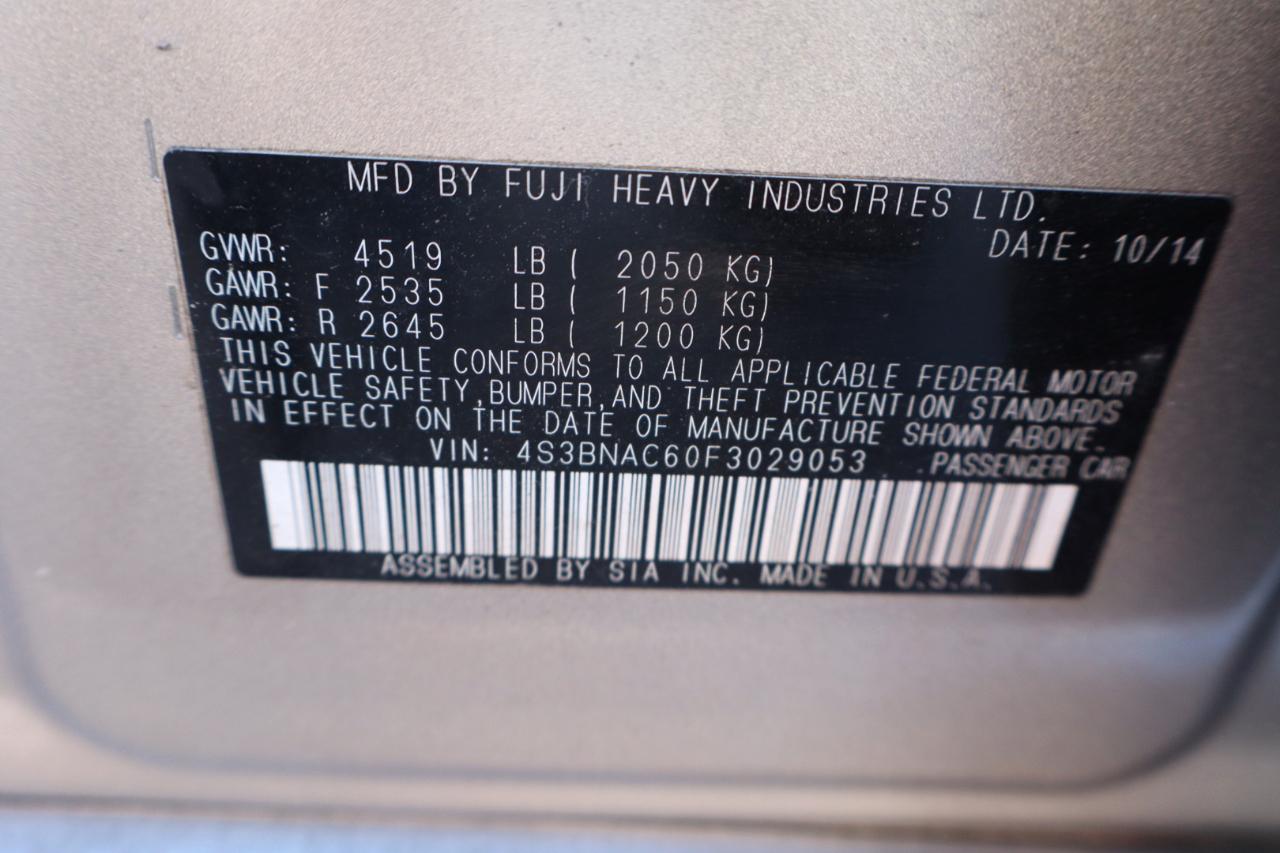 MFD BY FUJI HEAVY INDUSTRIES LTD.
DATE: 10/14
GVWR: 4519 LB ( 2050 KG)
GAWR: F 2535 LB ( 1150 KG)
GAWR: R 2645 LB ( 1200 KG)
THIS VEHICLE CONFORMS TO ALL APPLICABLE FEDERAL MOTOR
VEHICLE SAFETY,BUMPER,AND THEFT PREVENTION STANDARDS
IN EFFECT ON THE DATE OF MANUFACTURE SHOWN ABOVE.
VIN: 4S3BNAC60F3029053 PASSENGER CAR
ASSEMBLED BY SIA INC. MADE IN U.S.A.